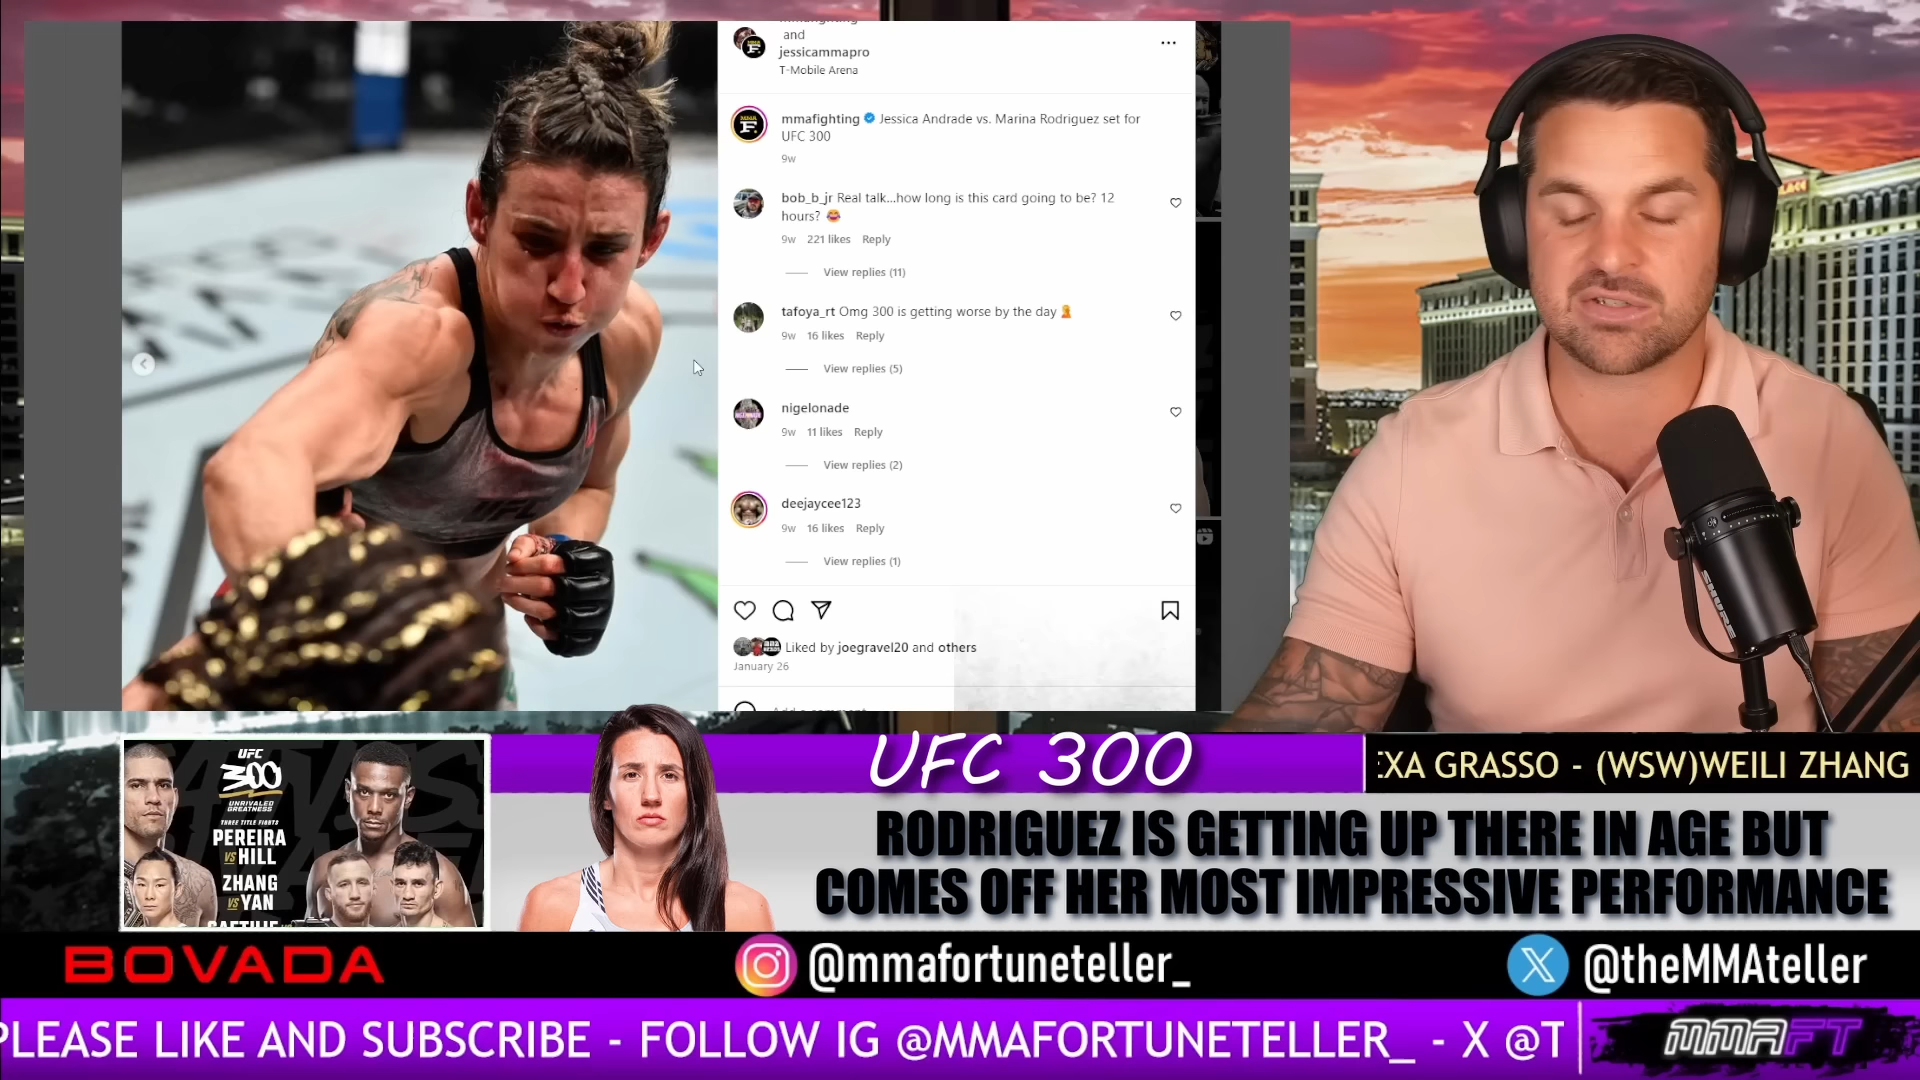 and
jessicammapro
T-Mobile Arena
mmafighting Jessica Andrade vs. Marina Rodriguez set for
UFC 300
9w
bob_b_jr Real talk...how long is this card going to be? 12
hours? 😂
9w 221 likes Reply
View replies (11)
tafoya_rt Omg 300 is getting worse by the day
9w 16 likes Reply
View replies (5)
nigelonade
9w 11 likes Reply
View replies (2)
deejaycee123
9w 16 likes Reply
View replies (1)
Liked by joegravel20 and others
January 26
SHURE
UFC
300
UNRIVALED
GREATNESS
THREE TITLE FIGHTS
PEREIRA
VS HILL
ZHANG
VS YAN
UFC 300
EXA GRASSO - (WSW)WEILI ZHANG
RODRIGUEZ IS GETTING UP THERE IN AGE BUT
COMES OFF HER MOST IMPRESSIVE PERFORMANCE
BOVADA
@mmafortuneteller_
@theMMAteller
PLEASE LIKE AND SUBSCRIBE - FOLLOW IG @MMAFORTUNETELLER_ - X @T
MMAFT